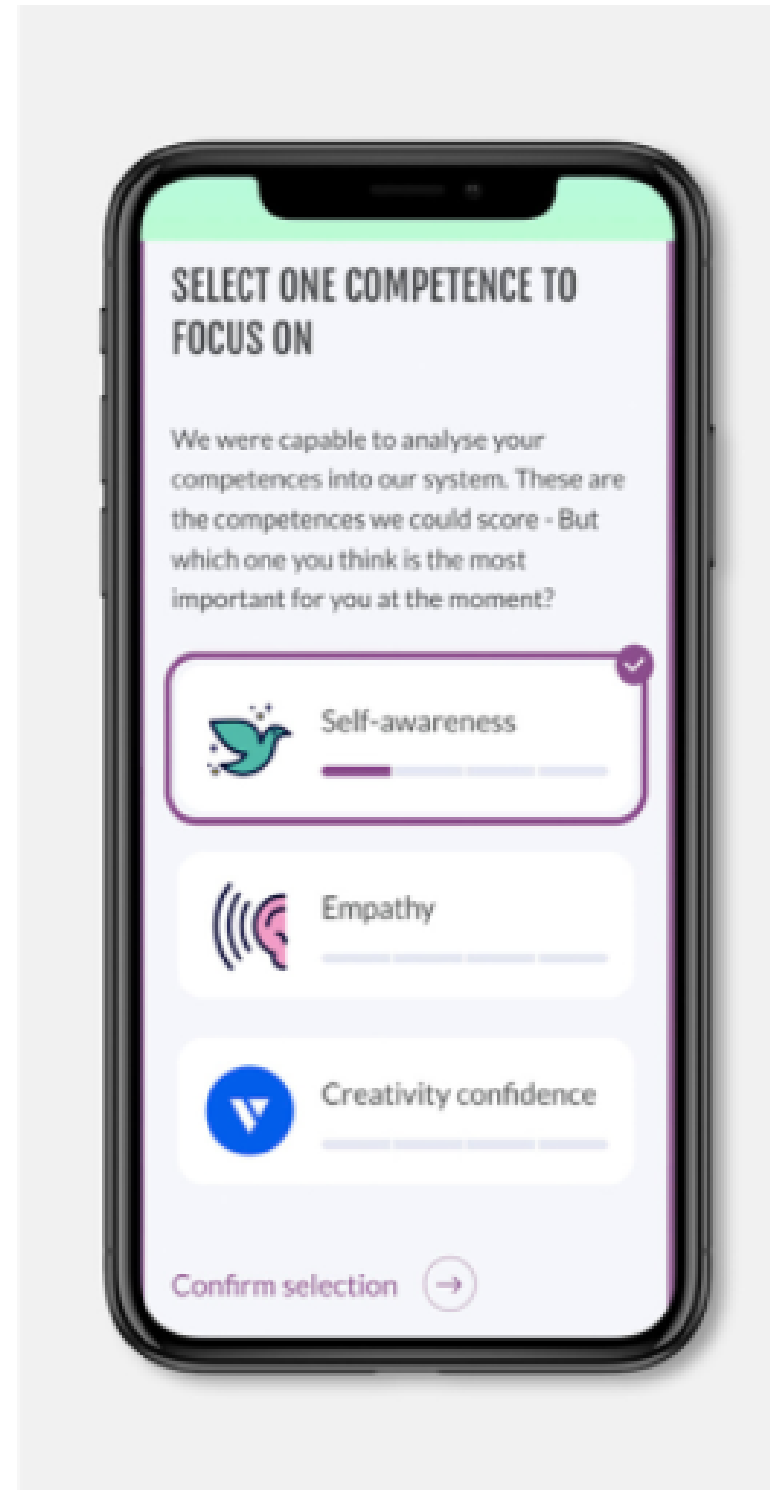 SELECT ONE COMPETENCE TO
FOCUS ON
We were capable to analyse your
competences into our system. These are
the competences we could score - But
which one you think is the most
important for you at the moment?
Self-awareness
Empathy
Creativity confidence
Confirm selection